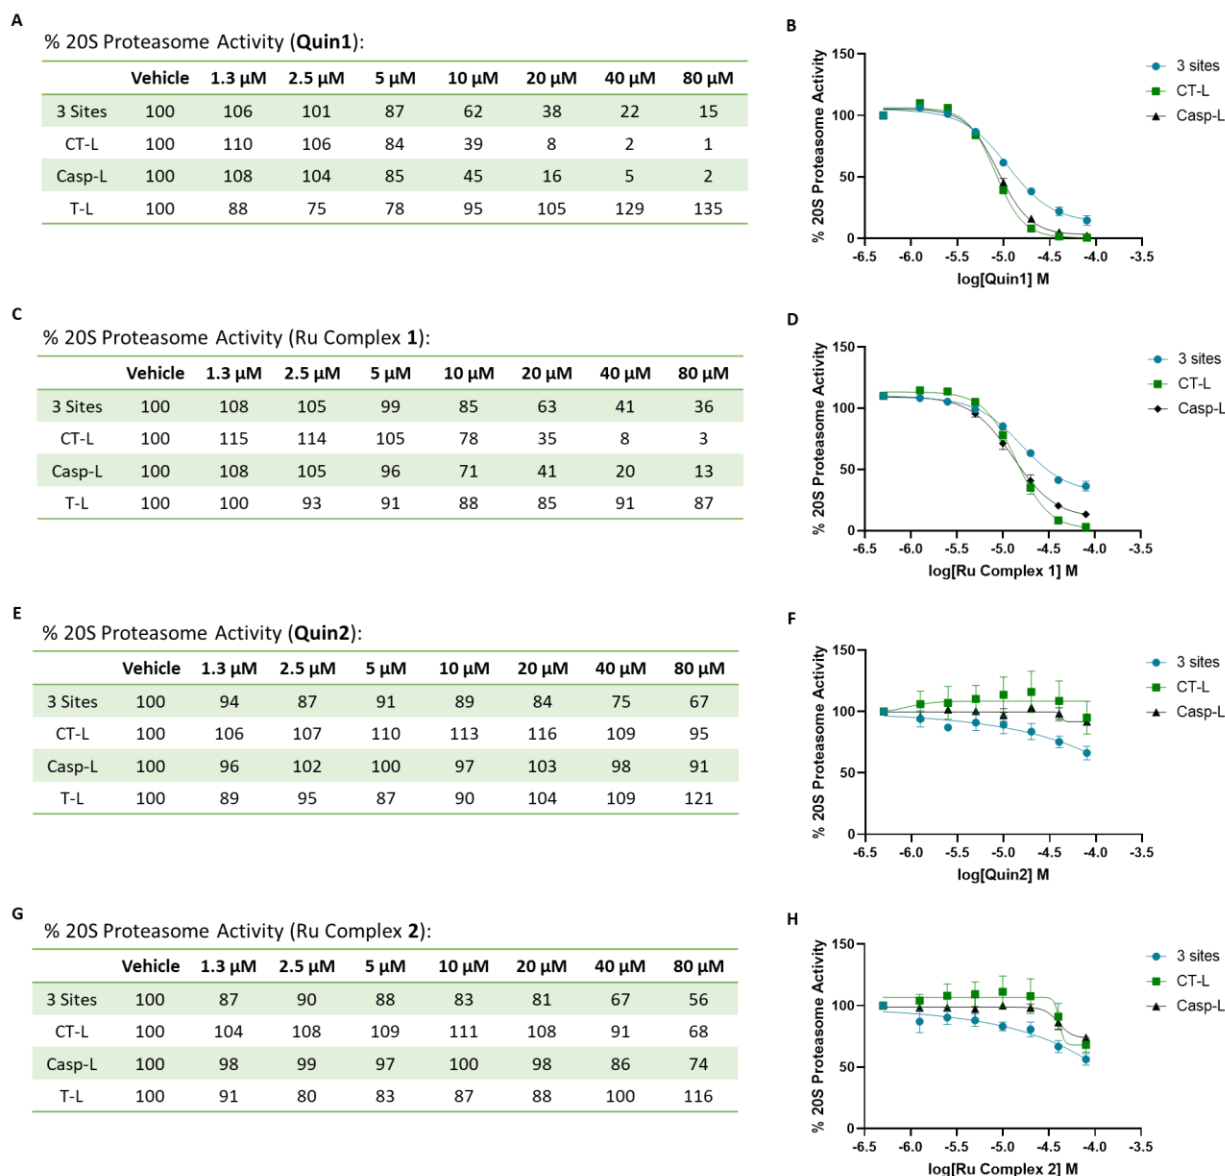 A
% 20S Proteasome Activity (Quin1):
Vehicle 1.3 µM 2.5 µM 5 µM 10 µM 20 µM 40 µM 80 µM
3 Sites 100 106 101 87 62 38 22 15
CT-L 100 110 106 84 39 8 2 1
Casp-L 100 108 104 85 45 16 5 2
T-L 100 88 75 78 95 105 129 135
B
% 20S Proteasome Activity
150
100
50
0
-6.5 -6.0 -5.5 -5.0 -4.5 -4.0 -3.5
log[Quin1] M
3 sites
CT-L
Casp-L
C
% 20S Proteasome Activity (Ru Complex 1):
Vehicle 1.3 µM 2.5 µM 5 µM 10 µM 20 µM 40 µM 80 µM
3 Sites 100 108 105 99 85 63 41 36
CT-L 100 115 114 105 78 35 8 3
Casp-L 100 108 105 96 71 41 20 13
T-L 100 100 93 91 88 85 91 87
D
% 20S Proteasome Activity
150
100
50
0
-6.5 -6.0 -5.5 -5.0 -4.5 -4.0 -3.5
log[Ru Complex 1] M
3 sites
CT-L
Casp-L
E
% 20S Proteasome Activity (Quin2):
Vehicle 1.3 µM 2.5 µM 5 µM 10 µM 20 µM 40 µM 80 µM
3 Sites 100 94 87 91 89 84 75 67
CT-L 100 106 107 110 113 116 109 95
Casp-L 100 96 102 100 97 103 98 91
T-L 100 89 95 87 90 104 109 121
F
% 20S Proteasome Activity
150
100
50
0
-6.5 -6.0 -5.5 -5.0 -4.5 -4.0 -3.5
log[Quin2] M
3 sites
CT-L
Casp-L
G
% 20S Proteasome Activity (Ru Complex 2):
Vehicle 1.3 µM 2.5 µM 5 µM 10 µM 20 µM 40 µM 80 µM
3 Sites 100 87 90 88 83 81 67 56
CT-L 100 104 108 109 111 108 91 68
Casp-L 100 98 99 97 100 98 86 74
T-L 100 91 80 83 87 88 100 116
H
% 20S Proteasome Activity
150
100
50
0
-6.5 -6.0 -5.5 -5.0 -4.5 -4.0 -3.5
log[Ru Complex 2] M
3 sites
CT-L
Casp-L